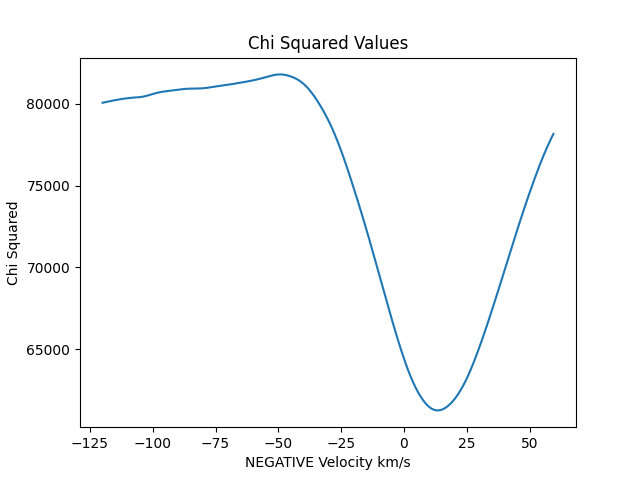 Chi Squared Values
80000
75000
70000
65000
Chi Squared
−125 −100 −75 −50 −25 0 25 50
NEGATIVE Velocity km/s